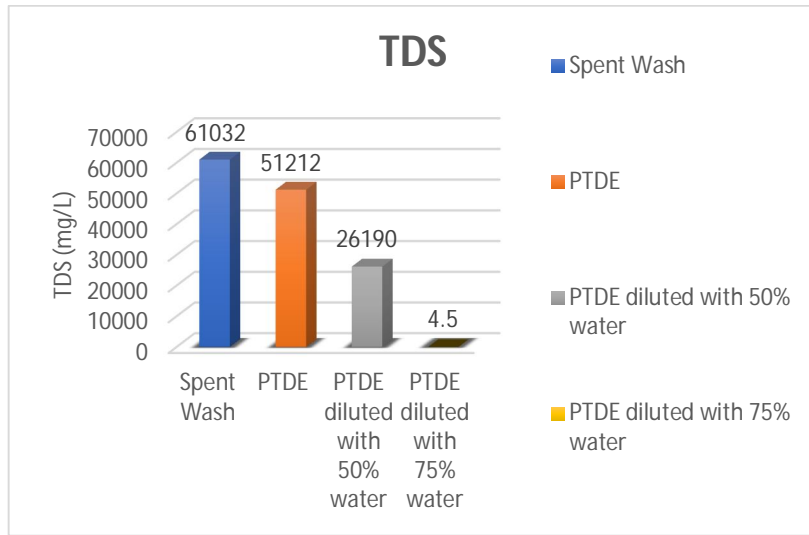 TDS
Spent Wash
PTDE
PTDE diluted with 50%
water
PTDE diluted with 75%
water
TDS (mg/L)
70000
60000
50000
40000
30000
20000
10000
0
61032
51212
26190
4.5
Spent
Wash
PTDE
PTDE
diluted
with
50%
water
PTDE
diluted
with
75%
water